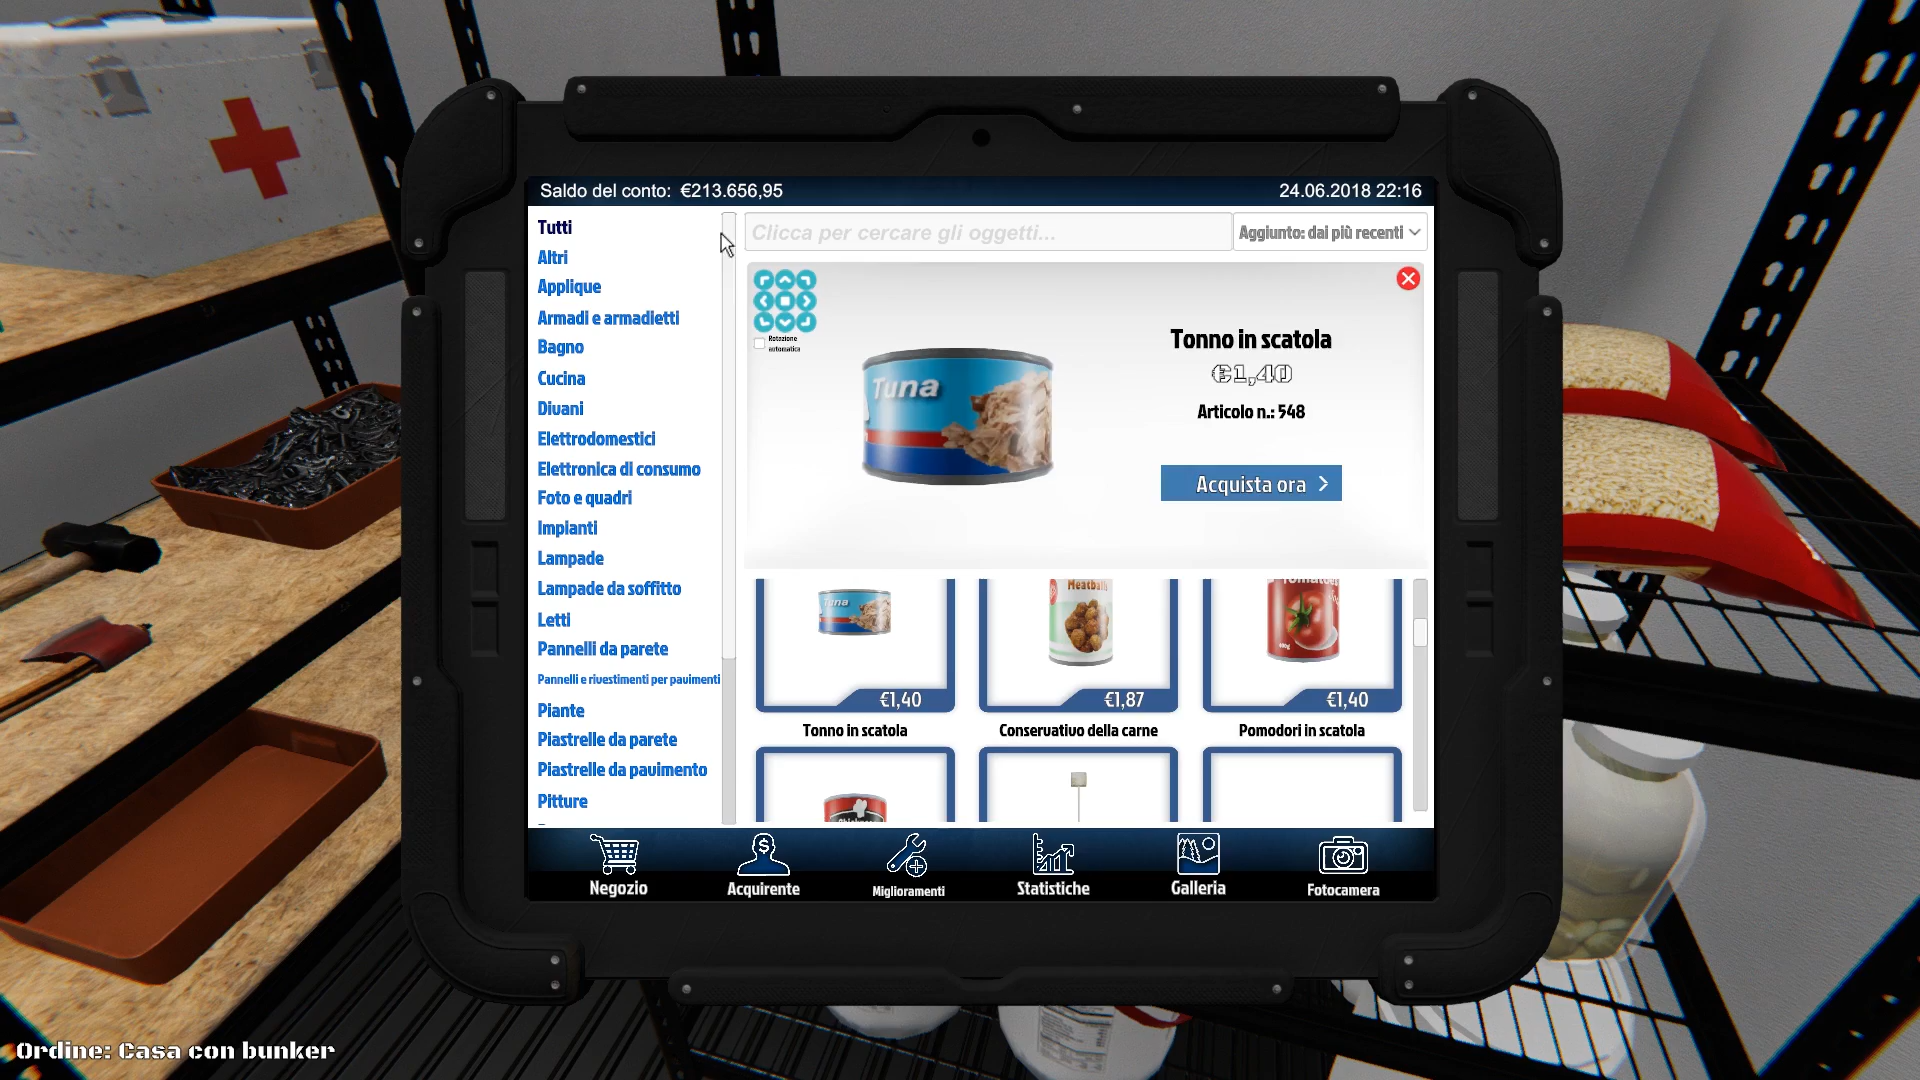 Saldo del conto: €213.656,95
24.06.2018 22:16
Tutti
Altri
Applique
Armadi e armadietti
Bagno
Cucina
Divani
Elettrodomestici
Elettronica di consumo
Foto e quadri
Impianti
Lampade
Lampade da soffitto
Letti
Pannelli da parete
Pannelli e rivestimenti per pavimenti
Piante
Piastrelle da parete
Piastrelle da pavimento
Pitture
Clicca per cercare gli oggetti...
Aggiunto: dai più recenti
Rotazione
automatica
Tuna
Tonno in scatola
€1,40
Articolo n.: 548
Acquista ora
Tuna
€1,40
Tonno in scatola
Meatballs
€1,87
Conservativo della carne
400g
€1,40
Pomodori in scatola
Negozio
Acquirente
Miglioramenti
Statistiche
Galleria
Fotocamera
Ordine: Casa con bunker